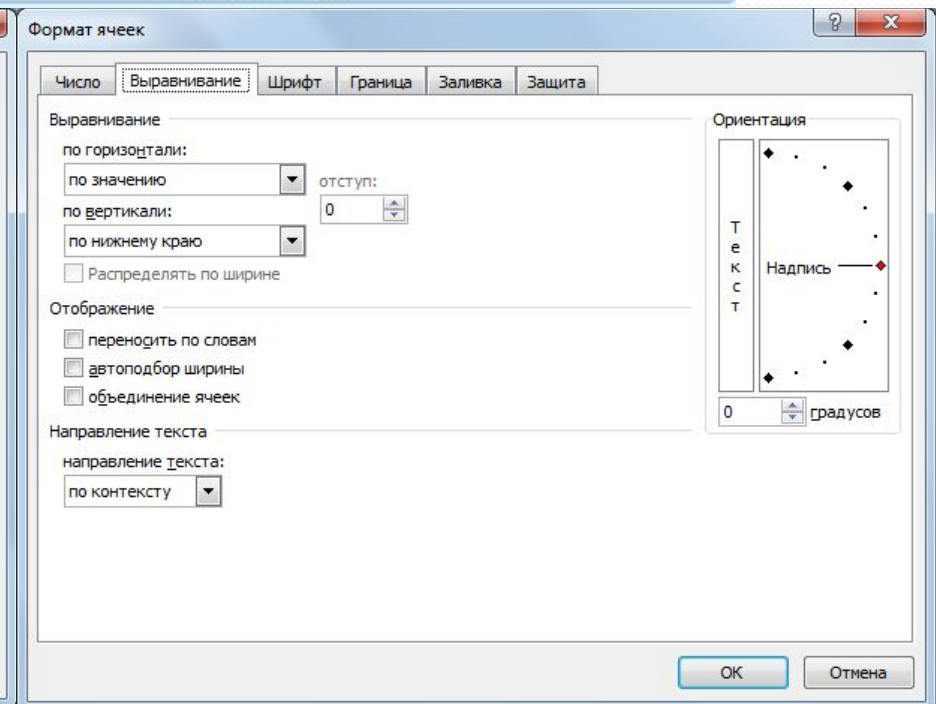 Формат ячеек
Число Выравнивание Шрифт Граница Заливка Защита
Выравнивание
по горизонтали:
по значению
отступ:
0
по вертикали:
по нижнему краю
Распределять по ширине
Отображение
переносить по словам
автоподбор ширины
объединение ячеек
Направление текста
направление текста:
по контексту
Ориентация
Текст
Надпись
0 градусов
ОК Отмена